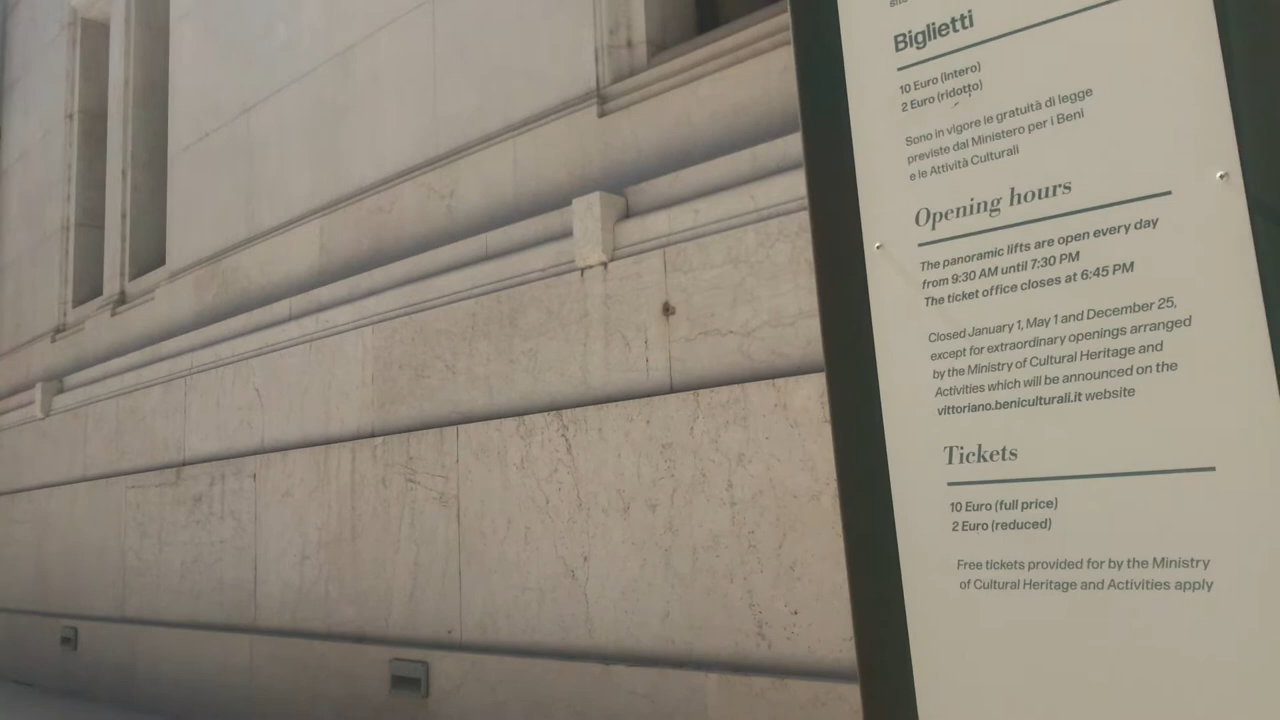 Biglietti
10 Euro (intero)
2 Euro (ridotto)
Sono in vigore le gratuità di legge
previste dal Ministero per i Beni
e le Attività Culturali
Opening hours
The panoramic lifts are open every day
from 9:30 AM until 7:30 PM
The ticket office closes at 6:45 PM
Closed January 1, May 1 and December 25,
except for extraordinary openings arranged
by the Ministry of Cultural Heritage and
Activities which will be announced on the
vittoriano.beniculturali.it website
Tickets
10 Euro (full price)
2 Euro (reduced)
Free tickets provided for by the Ministry
of Cultural Heritage and Activities apply